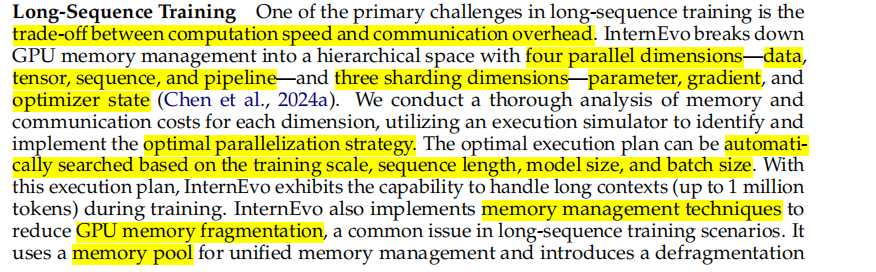 Long-Sequence Training One of the primary challenges in long-sequence training is the
trade-off between computation speed and communication overhead. InternEvo breaks down
GPU memory management into a hierarchical space with four parallel dimensions—data,
tensor, sequence, and pipeline—and three sharding dimensions—parameter, gradient, and
optimizer state (Chen et al., 2024a). We conduct a thorough analysis of memory and
communication costs for each dimension, utilizing an execution simulator to identify and
implement the optimal parallelization strategy. The optimal execution plan can be automati-
cally searched based on the training scale, sequence length, model size, and batch size. With
this execution plan, InternEvo exhibits the capability to handle long contexts (up to 1 million
tokens) during training. InternEvo also implements memory management techniques to
reduce GPU memory fragmentation, a common issue in long-sequence training scenarios. It
uses a memory pool for unified memory management and introduces a defragmentation